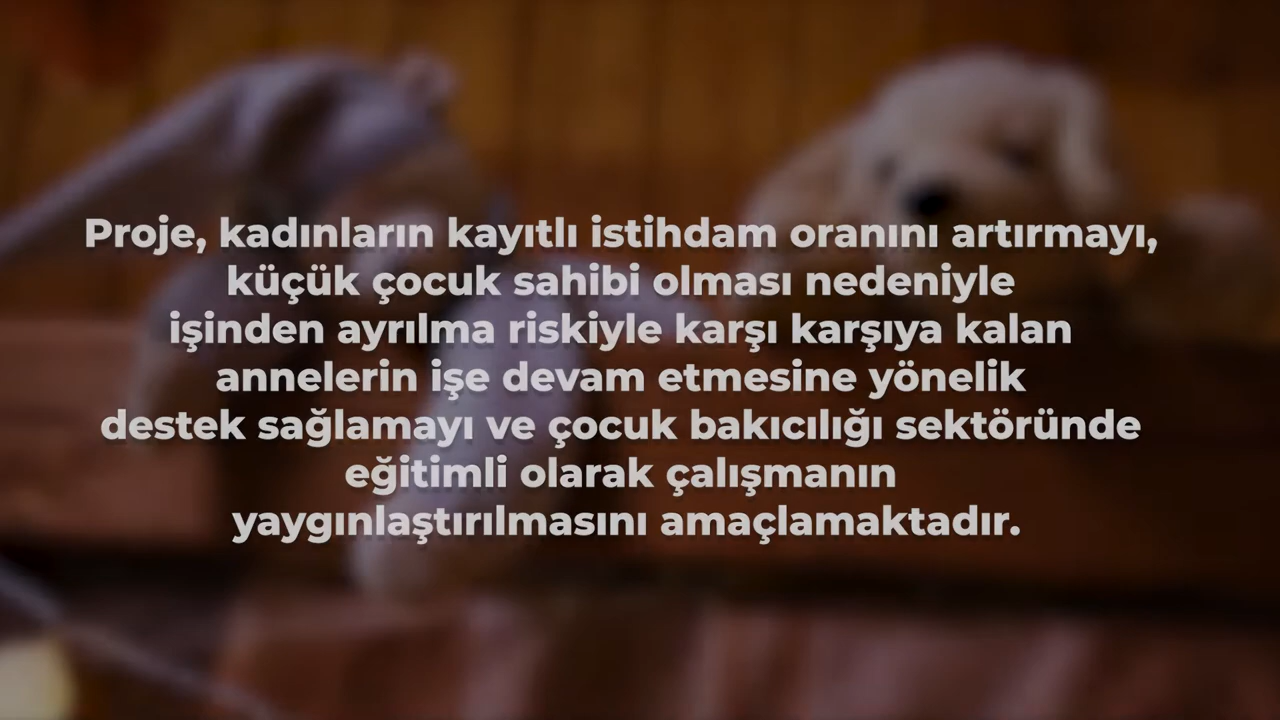 Proje, kadınların kayıtlı istihdam oranını artırmayı,
küçük çocuk sahibi olması nedeniyle
işinden ayrılma riskiyle karşı karşıya kalan
annelerin işe devam etmesine yönelik
destek sağlamayı ve çocuk bakıcılığı sektöründe
eğitimli olarak çalışmanın
yaygınlaştırılmasını amaçlamaktadır.